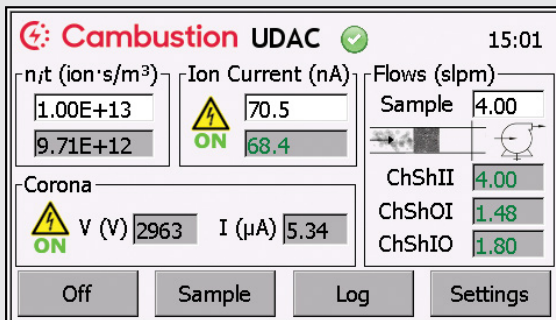 Cambustion UDAC 15:01
nᵢt (ion·s/m³) Ion Current (nA) Flows (slpm)
1.00E+13 70.5 Sample 4.00
9.71E+12 ON 68.4
Corona ChShII 4.00
ON V (V) 2963 I (µA) 5.34 ChShOI 1.48
ChShIO 1.80
Off Sample Log Settings